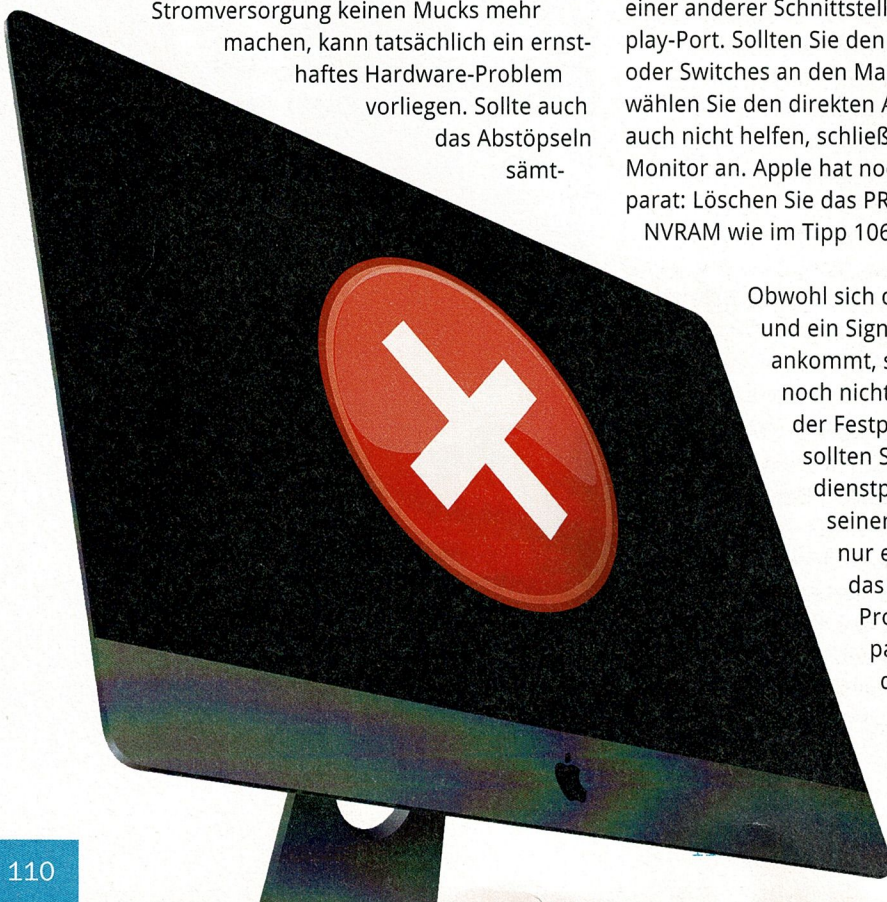 Stromversorgung keinen Mucks mehr
machen, kann tatsächlich ein ernst-
haftes Hardware-Problem
vorliegen. Sollte auch
das Abstöpseln
sämt-
einer anderer Schnittstell
play-Port. Sollten Sie den
oder Switches an den Ma
wählen Sie den direkten A
auch nicht helfen, schließ
Monitor an. Apple hat no
parat: Löschen Sie das PR
NVRAM wie im Tipp 106
Obwohl sich d
und ein Sign
ankommt, s
noch nicht
der Festp
sollten S
dienstp
seiner
nur e
das
Pro
pa
110